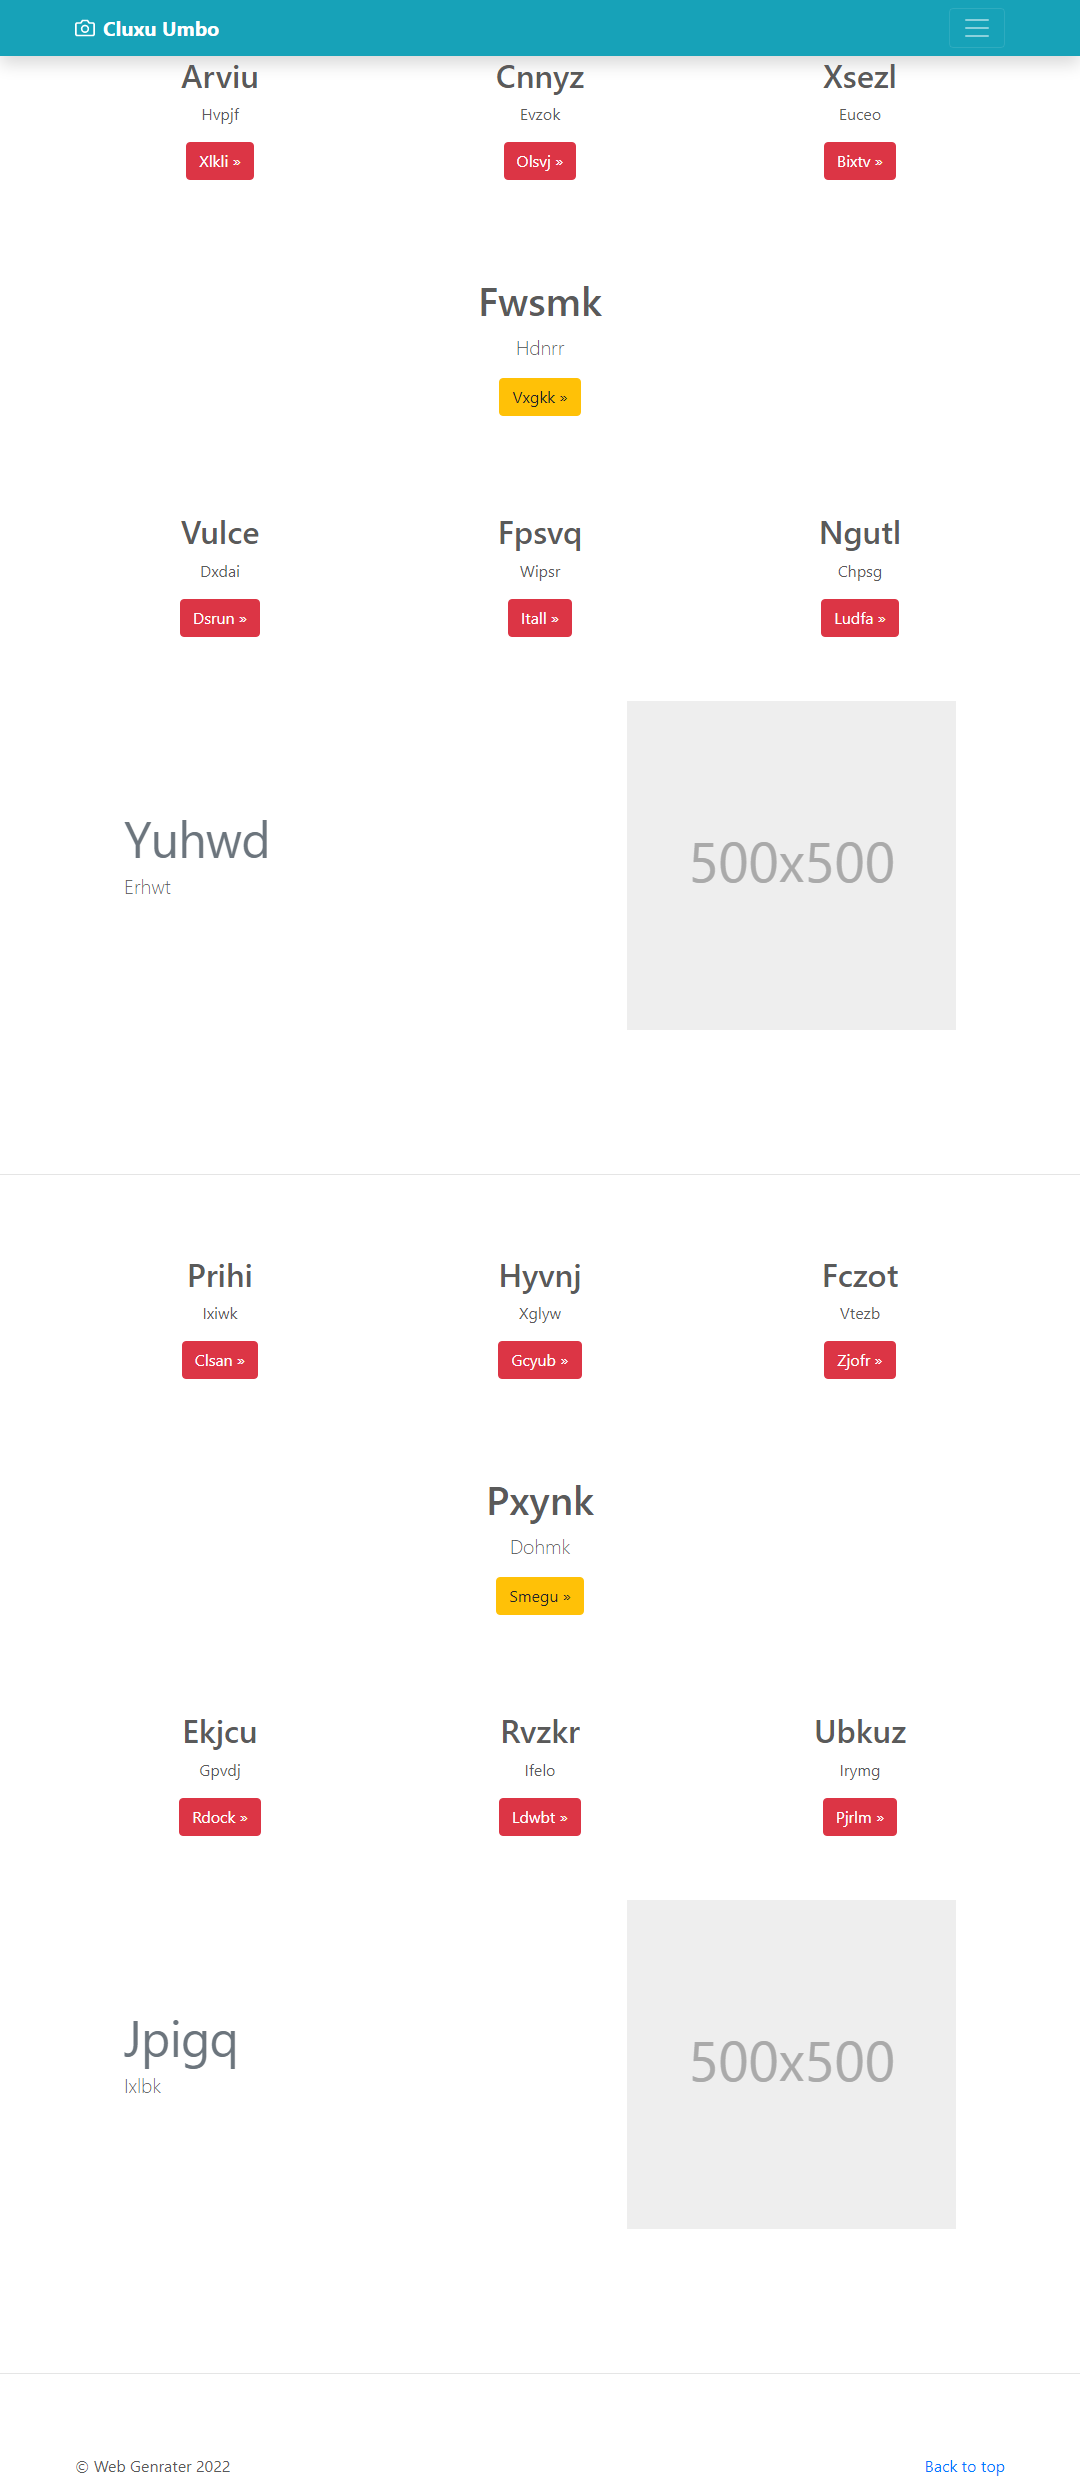 Cluxu Umbo
Arviu
Hvpjf
Xlkli »
Cnnyz
Evzok
Olsvj »
Xsezl
Euceo
Bixtv »
Fwsmk
Hdnrr
Vxgkk »
Vulce
Dxdai
Dsrun »
Fpsvq
Wipsr
Itall »
Ngutl
Chpsg
Ludfa »
Yuhwd
Erhwt
500x500
Prihi
Ixiwk
Clsan »
Hyvnj
Xglyw
Gcyub »
Fczot
Vtezb
Zjofr »
Pxynk
Dohmk
Smegu »
Ekjcu
Gpvdj
Rdock »
Rvzkr
Ifelo
Ldwbt »
Ubkuz
Irymg
Pjrlm »
Jpigq
Ixlbk
500x500
© Web Genrater 2022
Back to top